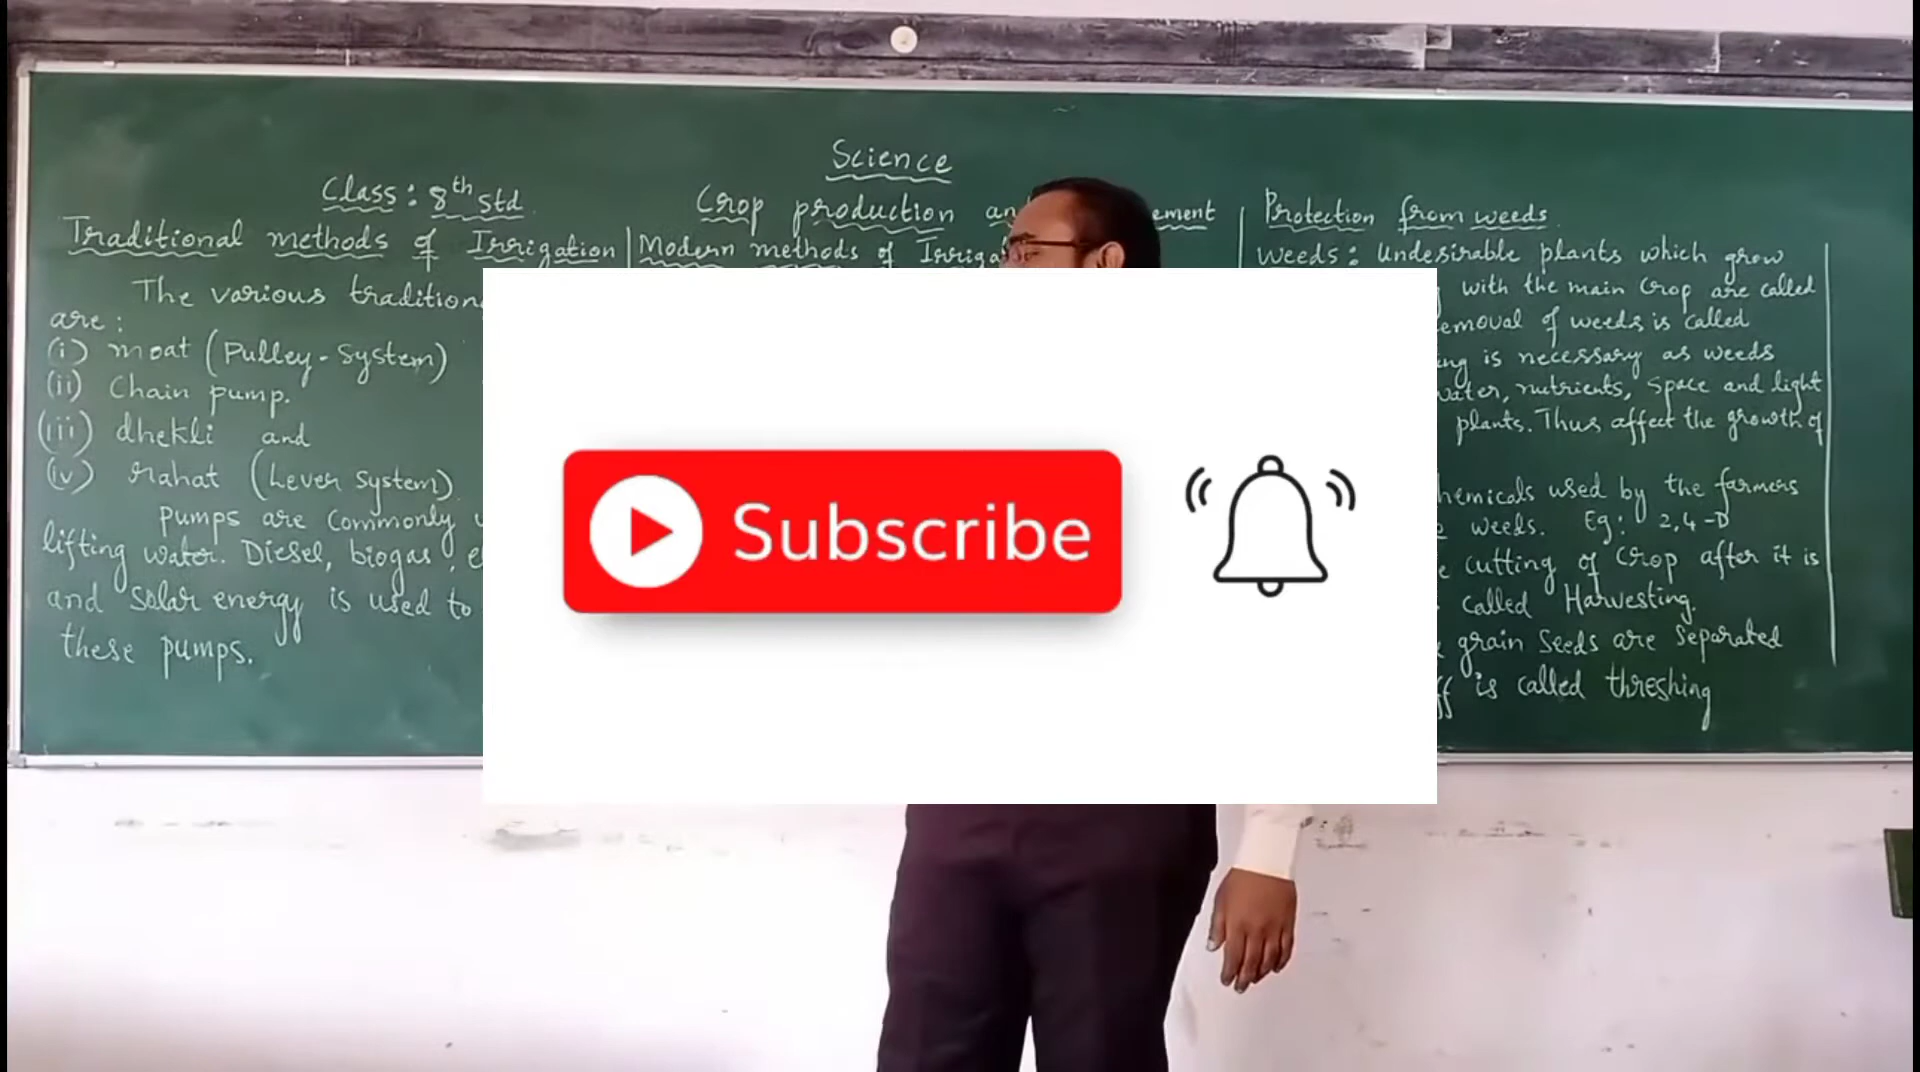 Science
Class: 8th std
Crop production an ement
Traditional methods of Irrigation
The various tradition
are:
(i) moat (Pulley-System)
(ii) Chain pump.
(iii) dhekli and
(iv) rahat (Lever System)
pumps are commonly
lifting water. Diesel, biogas,
and Solar energy is used to
these pumps.
Modern methods of Irriga
Subscribe
Protection from weeds.
Weeds: Undesirable plants which grow
with the main Crop are called
emoval of weeds is called
ing is necessary as weeds
water, nutrients, space and light
plants. Thus affect the growth of
hemicals used by the farmers
weeds. Eg: 2,4-D
cutting of Crop after it is
called Harvesting.
grain seeds are separated
ff is called threshing